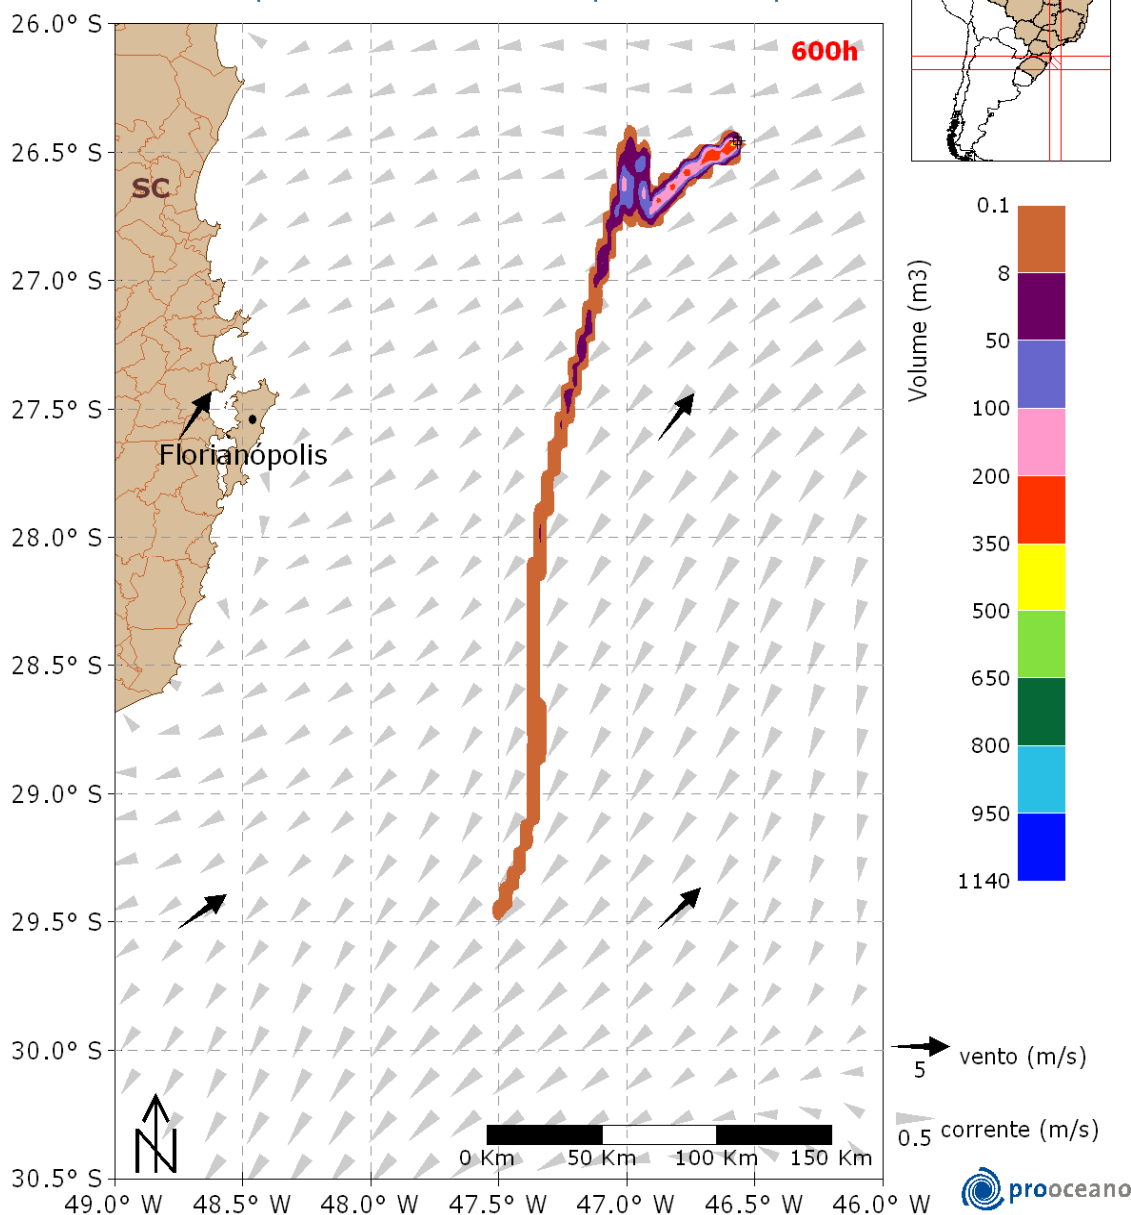 26.0° S
600h
26.5° S
SC
27.0° S
27.5° S
Florianópolis
28.0° S
28.5° S
29.0° S
29.5° S
30.0° S
30.5° S
N
0 Km 50 Km 100 Km 150 Km
49.0° W 48.5° W 48.0° W 47.5° W 47.0° W 46.5° W 46.0° W
Volume (m3)
0.1
8
50
100
200
350
500
650
800
950
1140
5 vento (m/s)
0.5 corrente (m/s)
prooceano